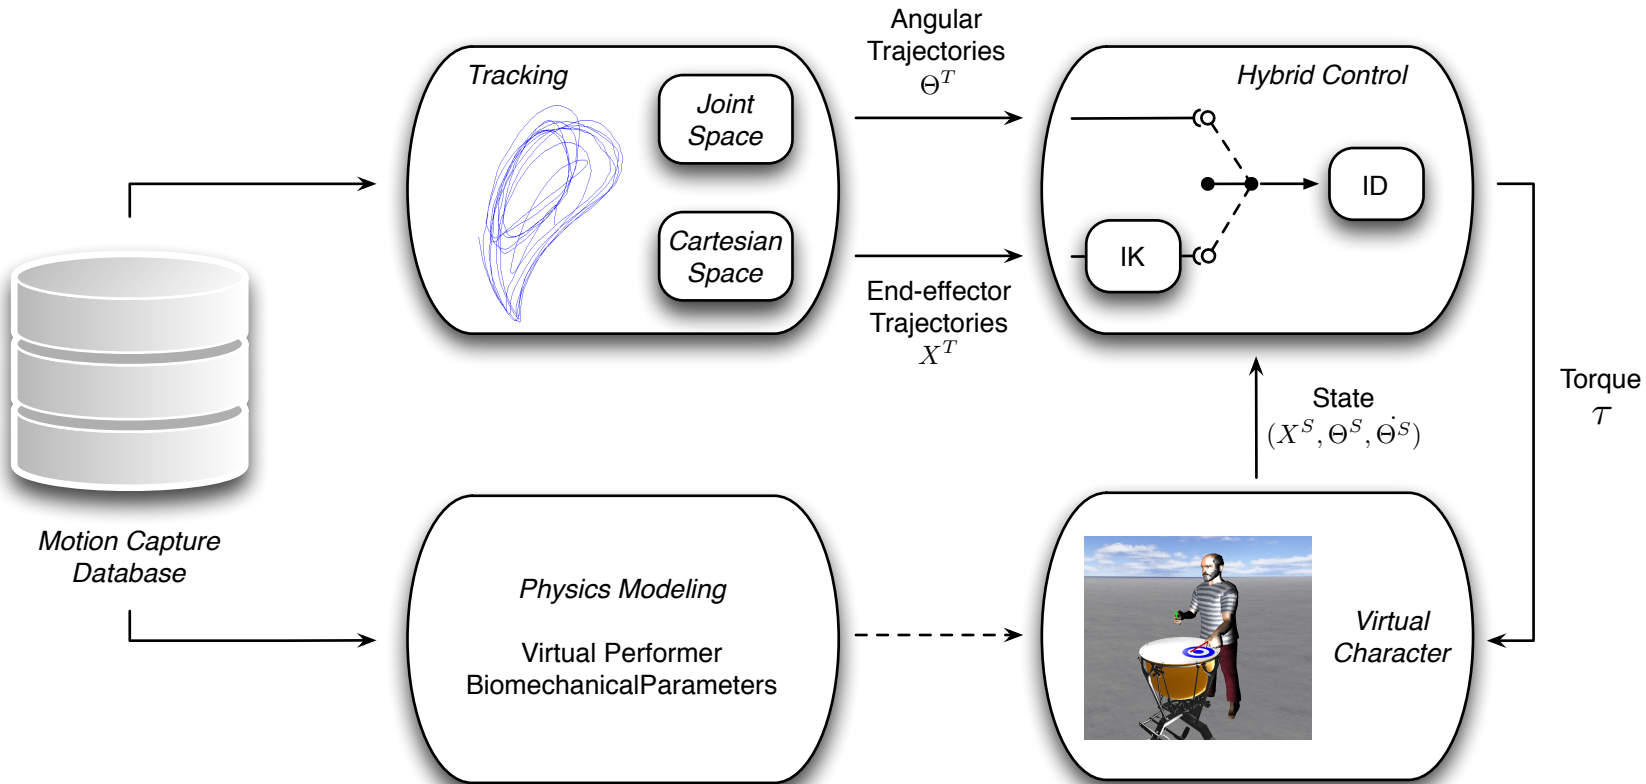 Tracking
Joint
Space
Cartesian
Space
Angular
Trajectories
Θ^T
End-effector
Trajectories
X^T
Hybrid Control
IK
ID
State
(X^S, Θ^S, Θ̇^S)
Torque
τ
Motion Capture
Database
Physics Modeling
Virtual Performer
BiomechanicalParameters
Virtual
Character